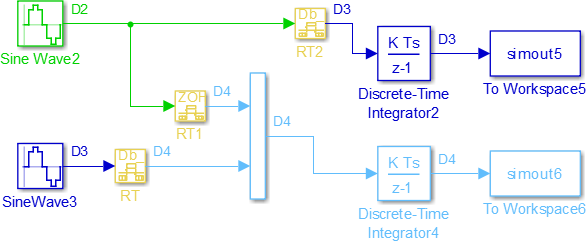 D2
Sine Wave2
Db
RT2
D3
K Ts
z-1
Discrete-Time
Integrator2
D3
simout5
To Workspace5
ZOH
RT1
D4
D4
D3
SineWave3
Db
RT
D4
K Ts
z-1
Discrete-Time
Integrator4
D4
simout6
To Workspace6